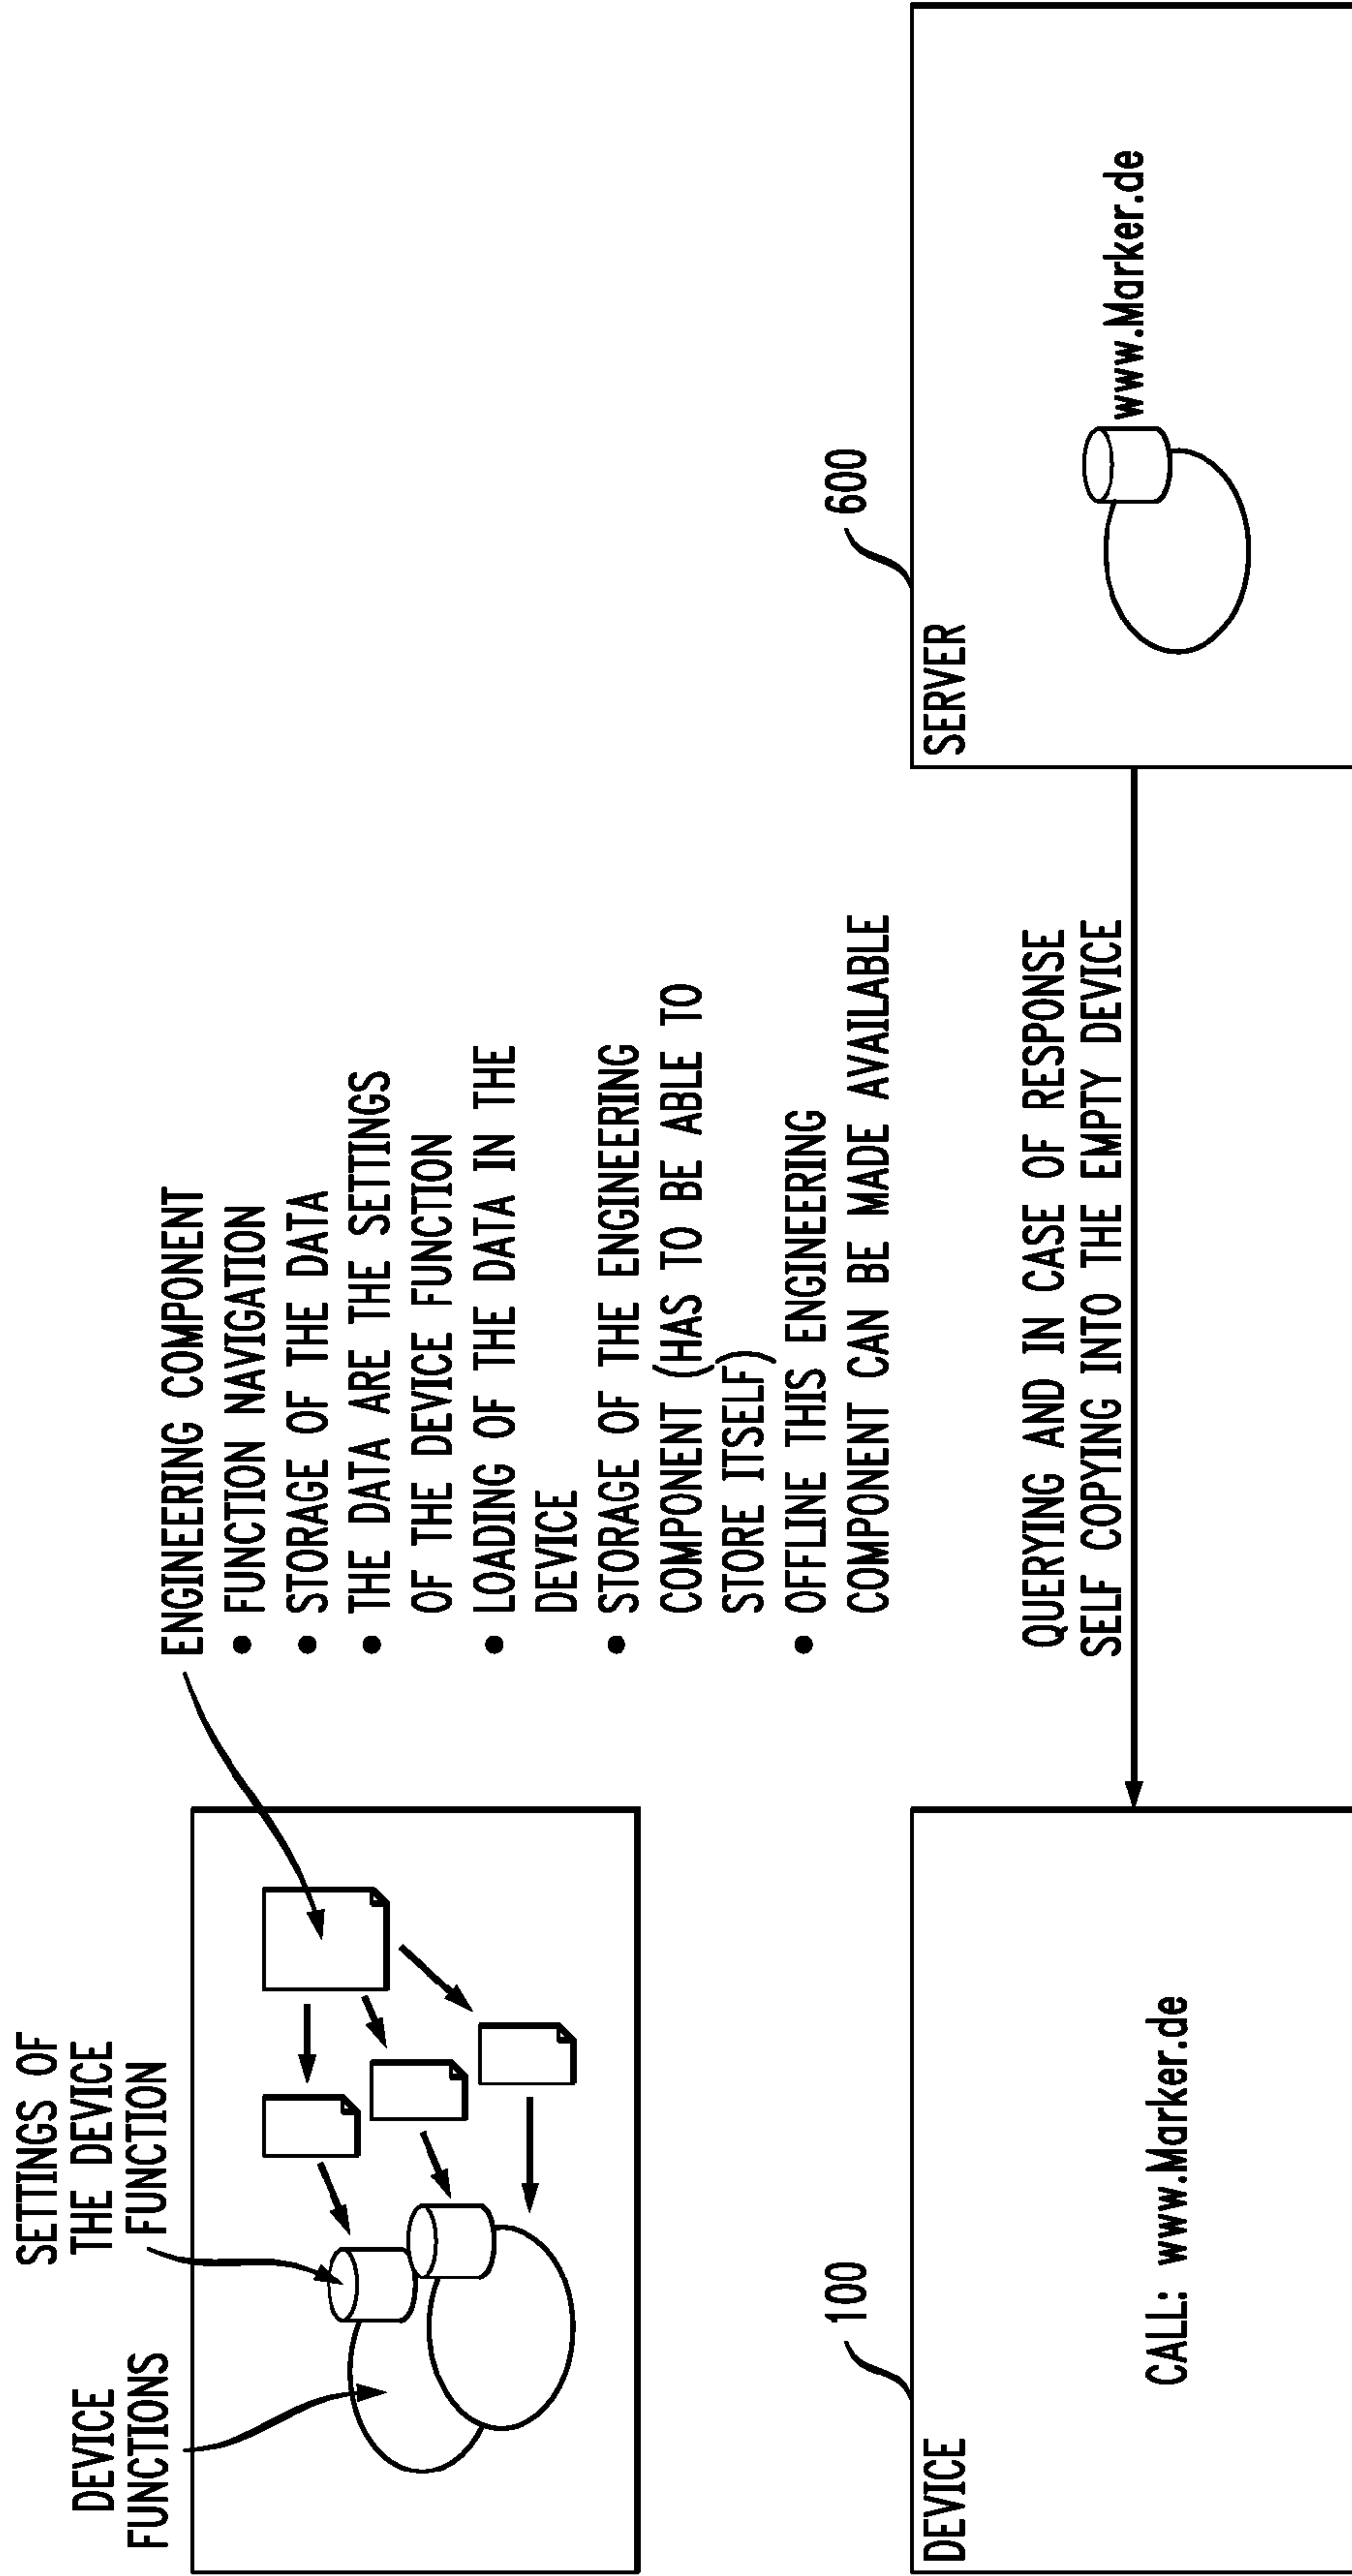 DEVICE
FUNCTIONS
SETTINGS OF
THE DEVICE
FUNCTION
ENGINEERING COMPONENT
• FUNCTION NAVIGATION
• STORAGE OF THE DATA
• THE DATA ARE THE SETTINGS
OF THE DEVICE FUNCTION
• LOADING OF THE DATA IN THE
DEVICE
• STORAGE OF THE ENGINEERING
COMPONENT (HAS TO BE ABLE TO
STORE ITSELF)
• OFFLINE THIS ENGINEERING
COMPONENT CAN BE MADE AVAILABLE
100
DEVICE
CALL: www.Marker.de
QUERYING AND IN CASE OF RESPONSE
SELF COPYING INTO THE EMPTY DEVICE
600
SERVER
www.Marker.de